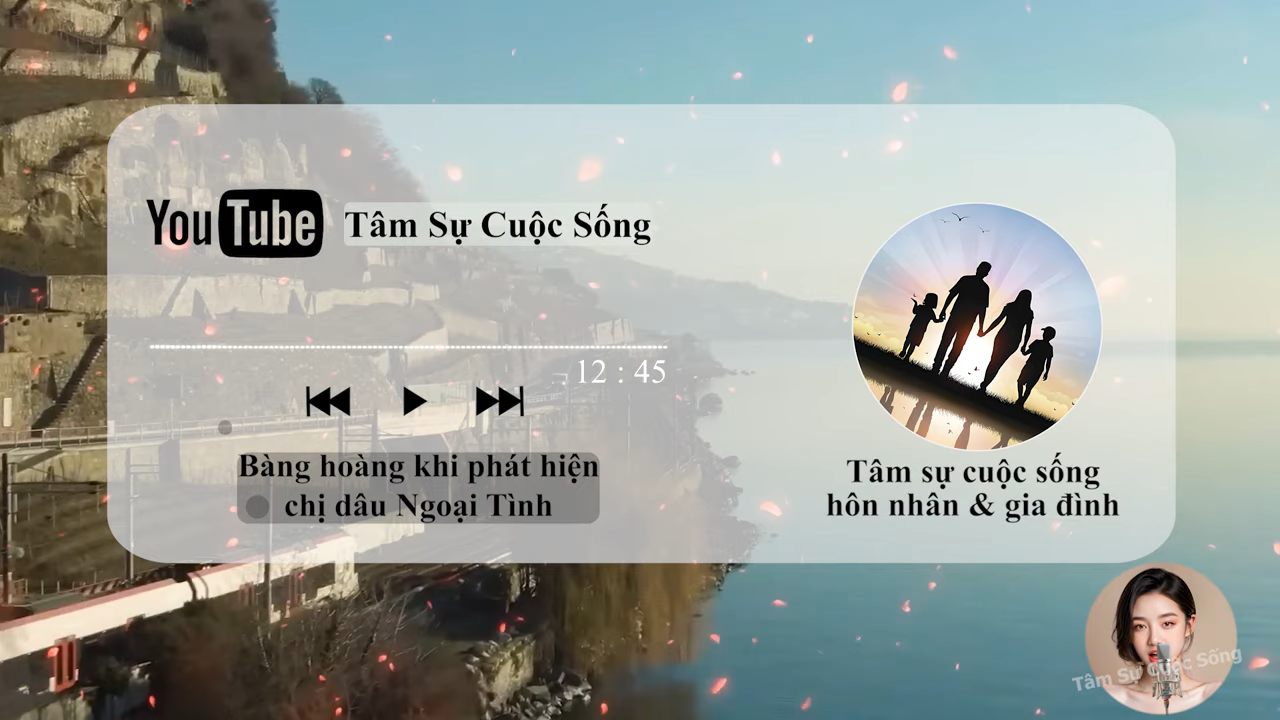 YouTube Tâm Sự Cuộc Sống
12 : 45
Bàng hoàng khi phát hiện
chị dâu Ngoại Tình
Tâm sự cuộc sống
hôn nhân & gia đình
Tâm Sự Cuộc Sống